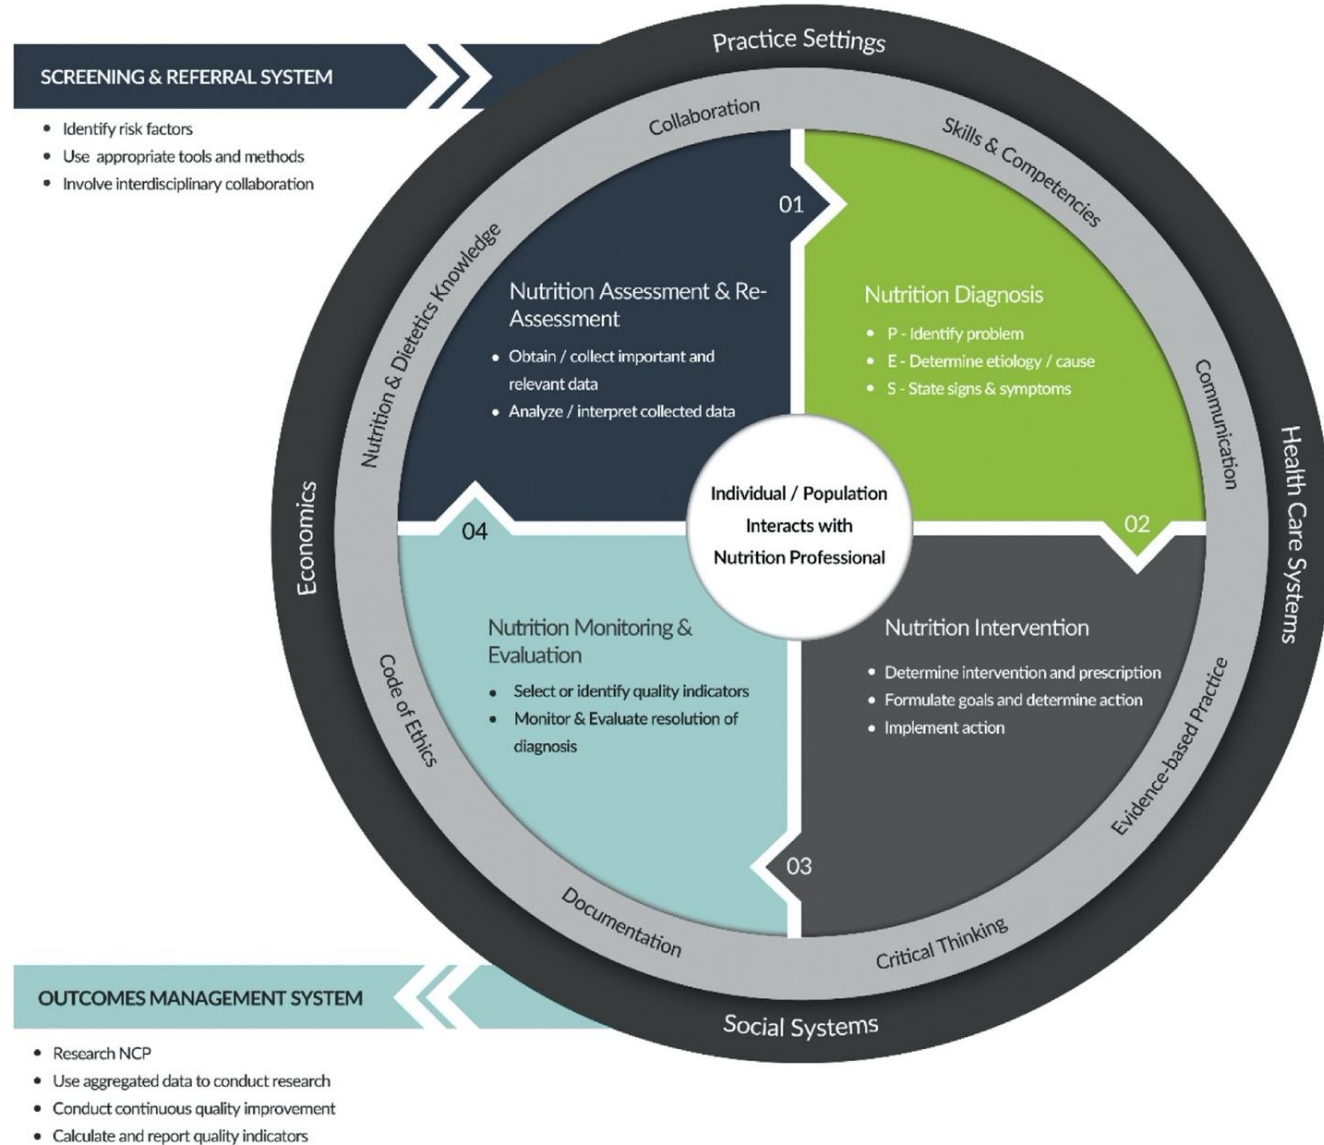 Practice Settings
SCREENING & REFERRAL SYSTEM
• Identify risk factors
• Use appropriate tools and methods
• Involve interdisciplinary collaboration
Collaboration
Skills & Competencies
Nutrition & Dietetics Knowledge
Communication
Economics
Health Care Systems
Code of Ethics
Evidence-based Practice
Documentation
Critical Thinking
Social Systems
01
Nutrition Assessment & Re-
Assessment
• Obtain / collect important and
relevant data
• Analyze / interpret collected data
Nutrition Diagnosis
• P - Identify problem
• E - Determine etiology / cause
• S - State signs & symptoms
Individual / Population
Interacts with
Nutrition Professional
02
04
Nutrition Monitoring &
Evaluation
• Select or identify quality indicators
• Monitor & Evaluate resolution of
diagnosis
Nutrition Intervention
• Determine intervention and prescription
• Formulate goals and determine action
• Implement action
03
OUTCOMES MANAGEMENT SYSTEM
• Research NCP
• Use aggregated data to conduct research
• Conduct continuous quality improvement
• Calculate and report quality indicators